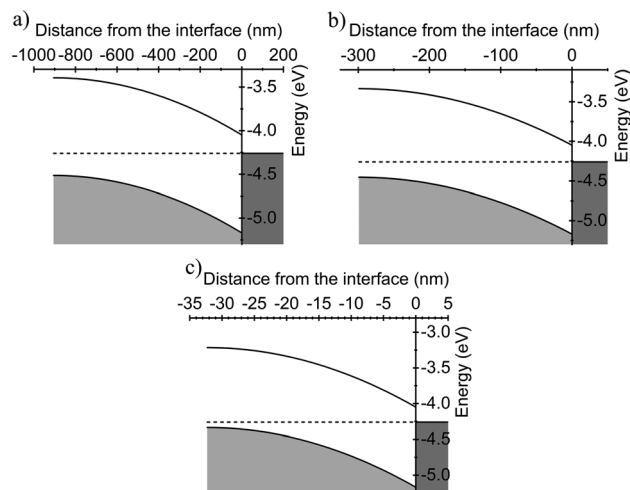 a)
Distance from the interface (nm)
-1000 -800 -600 -400 -200 0 200
-3.5
-4.0
-4.5
-5.0
Energy (eV)
b)
Distance from the interface (nm)
-300 -200 -100 0
-3.5
-4.0
-4.5
-5.0
Energy (eV)
c)
Distance from the interface (nm)
-35 -30 -25 -20 -15 -10 -5 0 5
-3.0
-3.5
-4.0
-4.5
-5.0
Energy (eV)